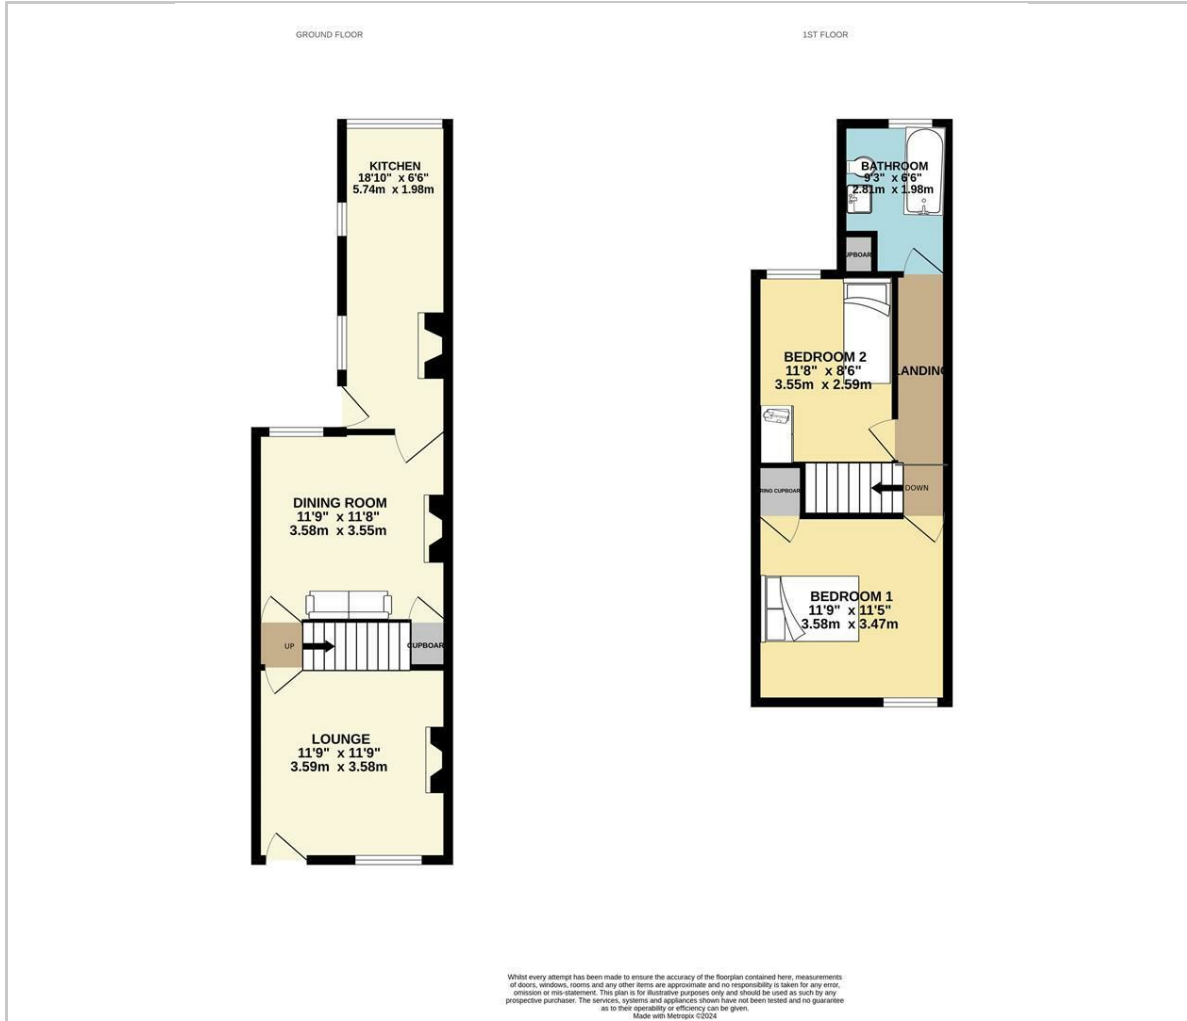 GROUND FLOOR
KITCHEN
18'10" x 6'6"
5.74m x 1.98m
DINING ROOM
11'9" x 11'8"
3.58m x 3.55m
UP
CUPBOAR
LOUNGE
11'9" x 11'9"
3.59m x 3.58m
1ST FLOOR
BATHROOM
9'3" x 6'6"
2.81m x 1.98m
UPBOAR
BEDROOM 2
11'8" x 8'6"
3.55m x 2.59m
LANDING
RING CUPBOAR
DOWN
BEDROOM 1
11'9" x 11'5"
3.58m x 3.47m
Whilst every attempt has been made to ensure the accuracy of the floorplan contained here, measurements
of doors, windows, rooms and any other items are approximate and no responsibility is taken for any error,
omission or mis-statement. This plan is for illustrative purposes only and should be used as such by any
prospective purchaser. The services, systems and appliances shown have not been tested and no guarantee
as to their operability or efficiency can be given.
Made with Metropix ©2024